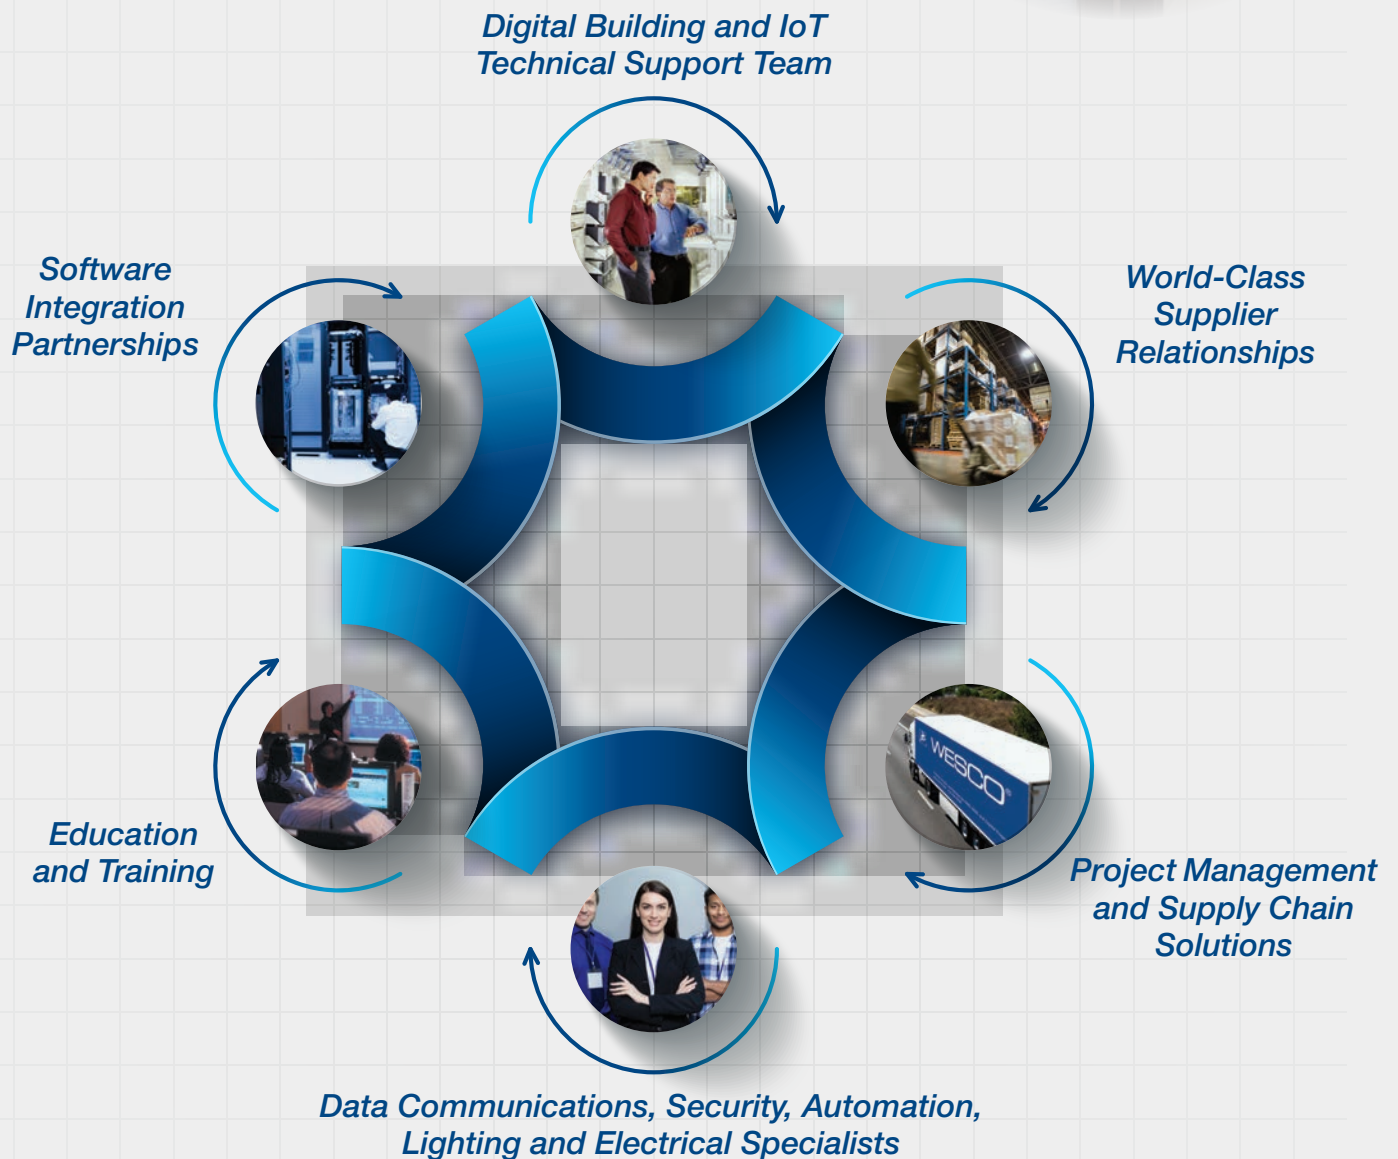 Digital Building and IoT
Technical Support Team
Software
Integration
Partnerships
World-Class
Supplier
Relationships
WESCO®
Education
and Training
Project Management
and Supply Chain
Solutions
Data Communications, Security, Automation,
Lighting and Electrical Specialists